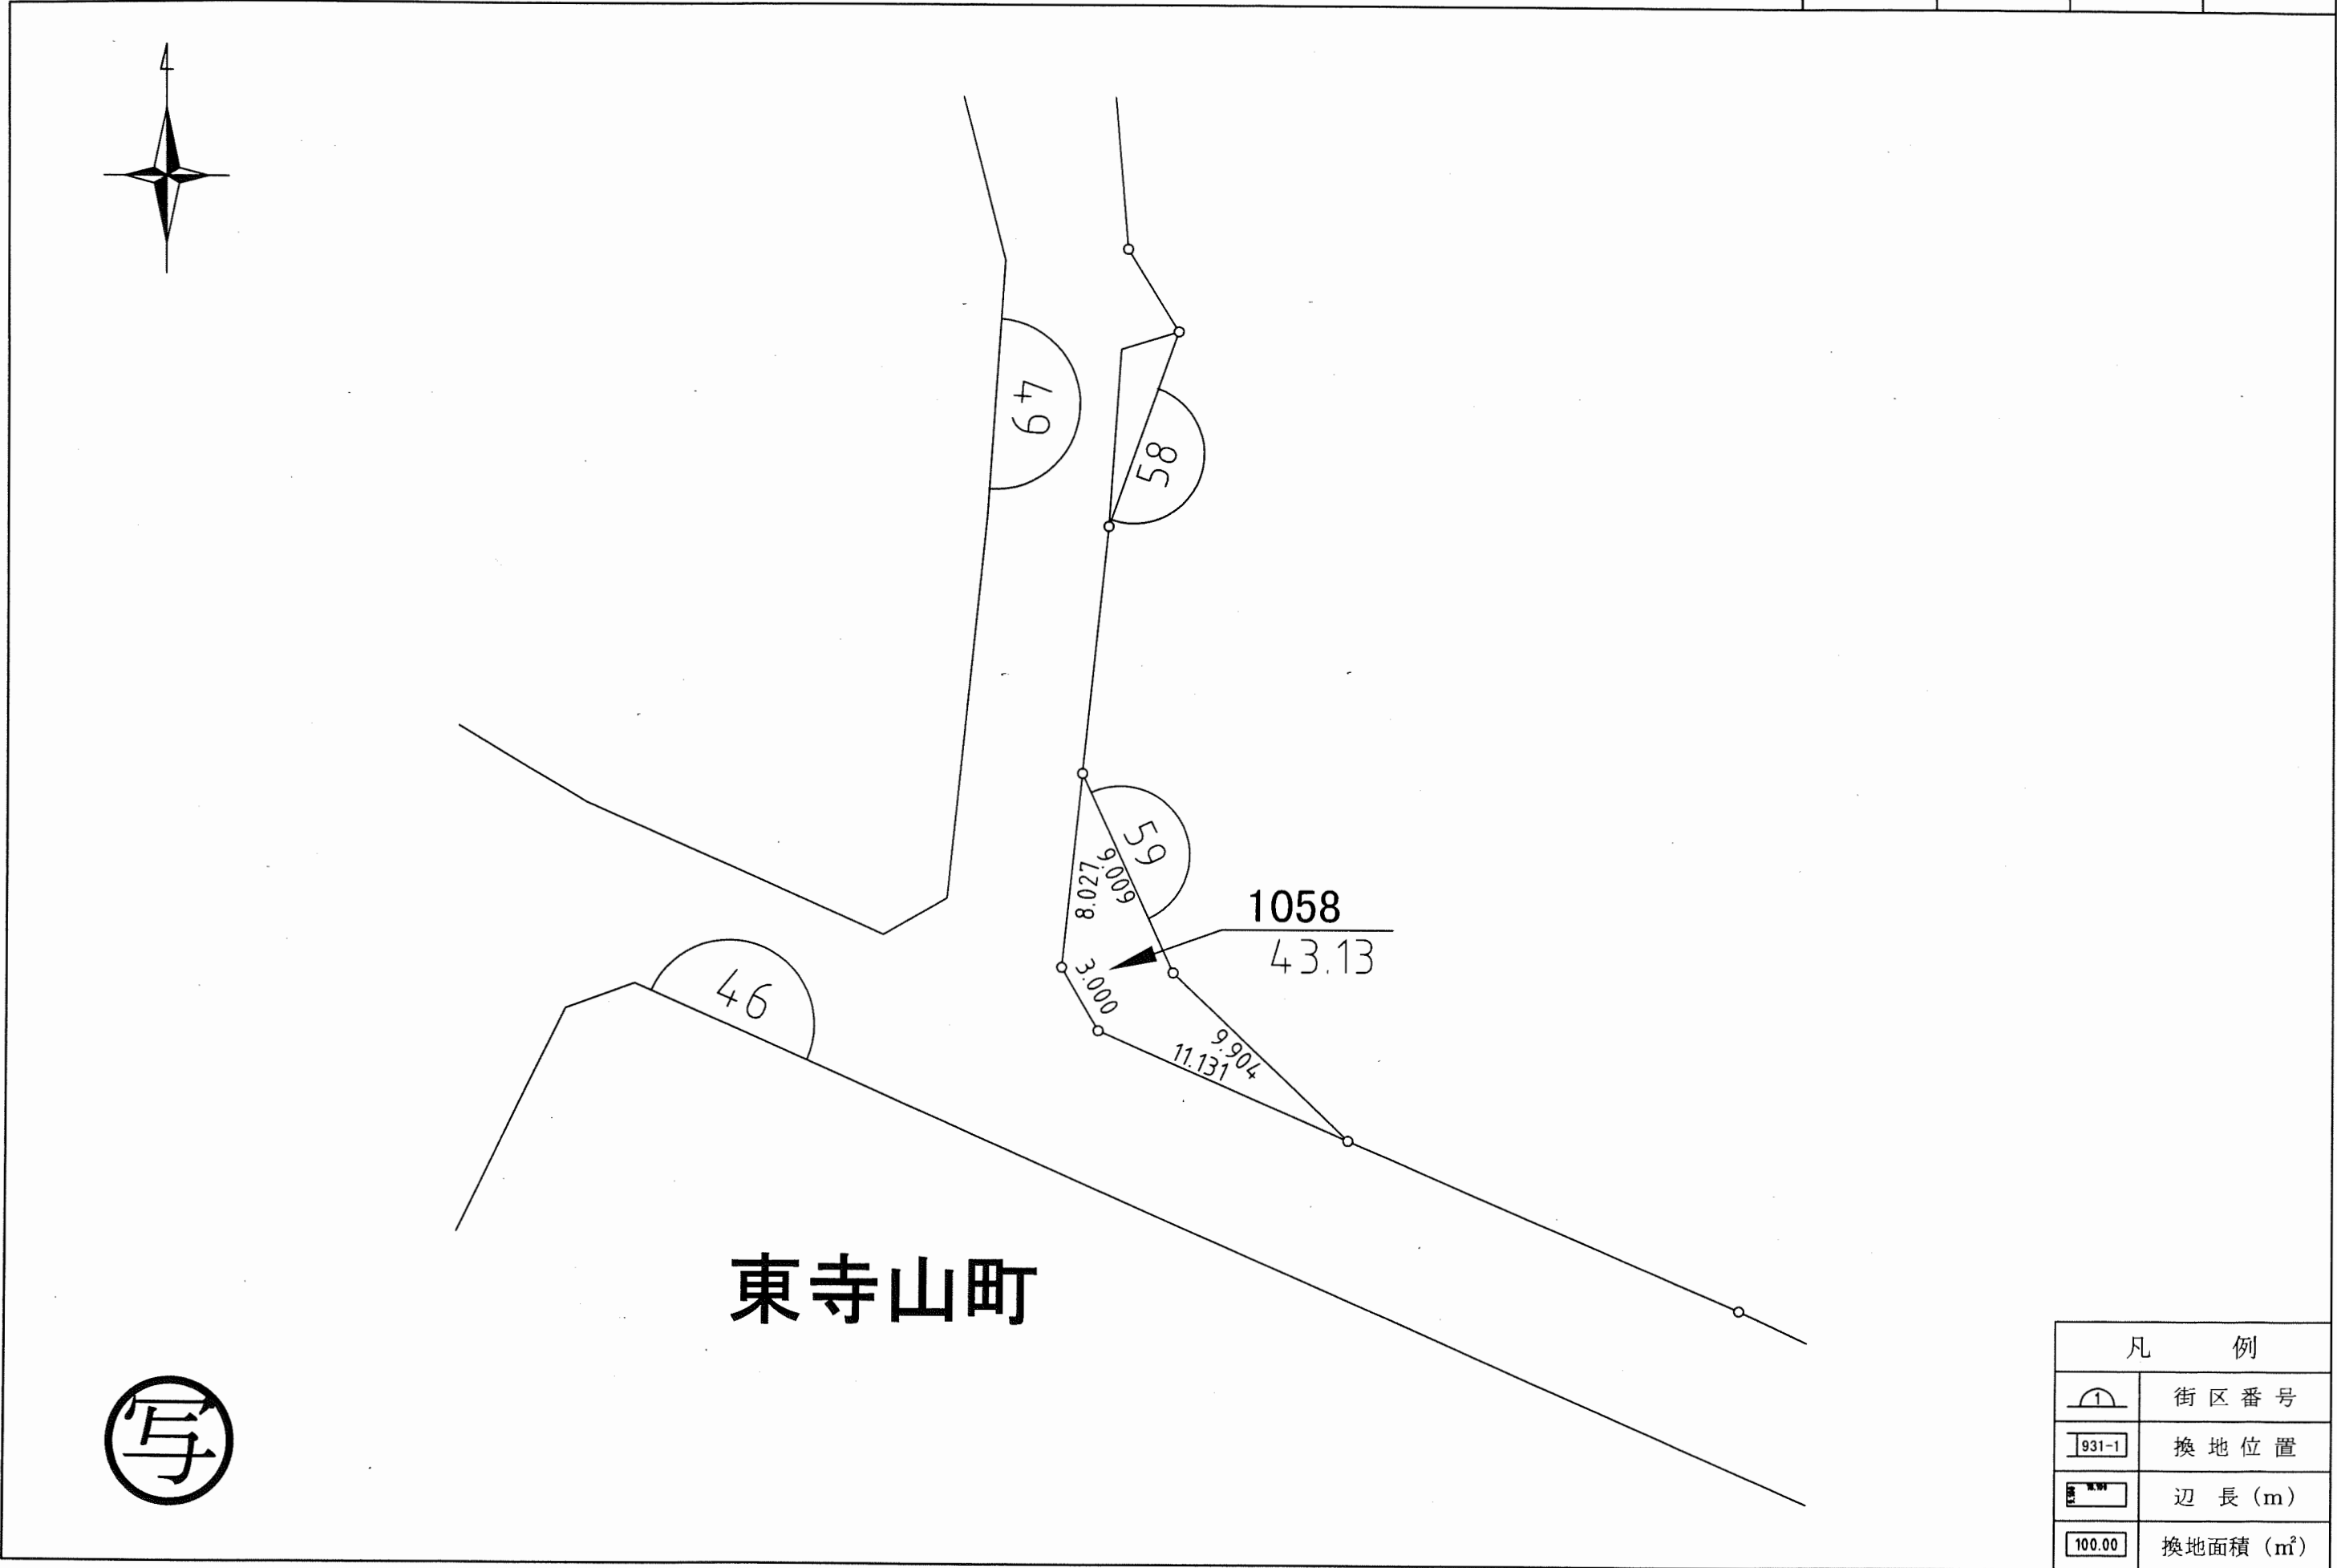 4
67
58
59
9.009
8.027
1058
43.13
3.000
46
9.904
11.131
東寺山町
写
凡 例
1 街区番号
931-1 換地位置
辺 長(m)
100.00 換地面積(㎡)